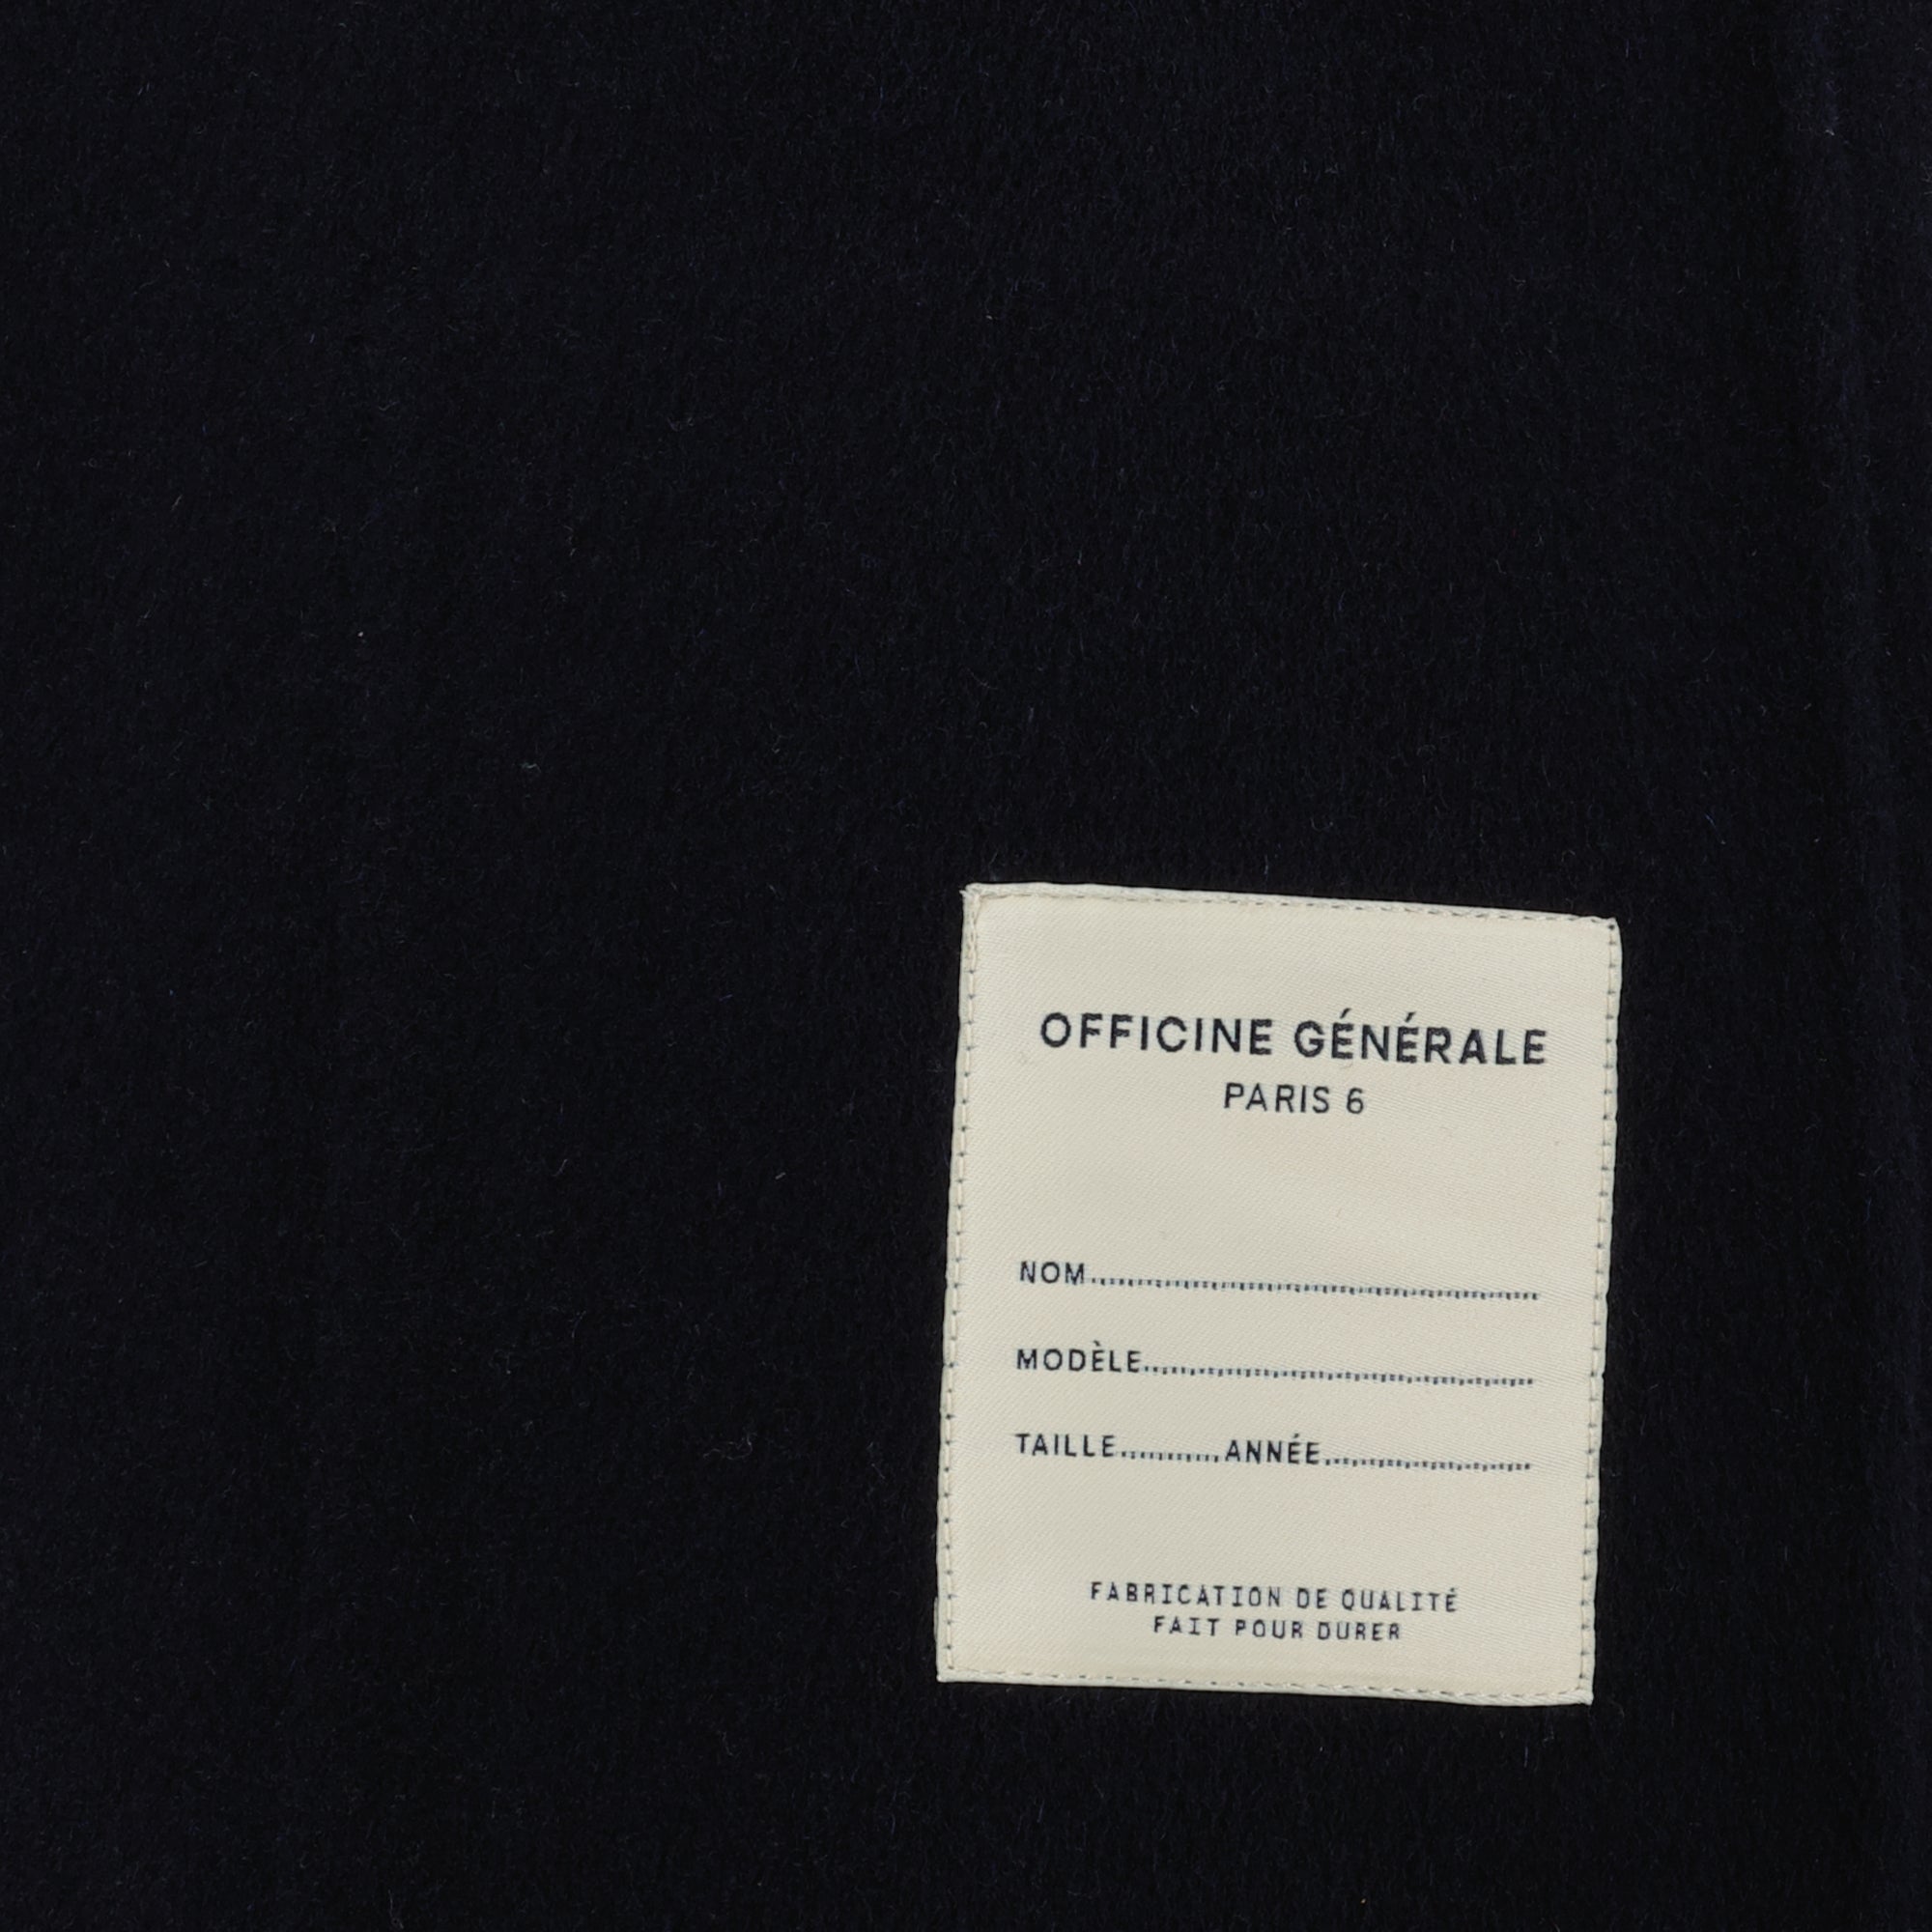 OFFICINE GÉNÉRALE
PARIS 6
NOM
MODÈLE
TAILLE ANNÉE
FABRICATION DE QUALITÉ
FAIT POUR DURER